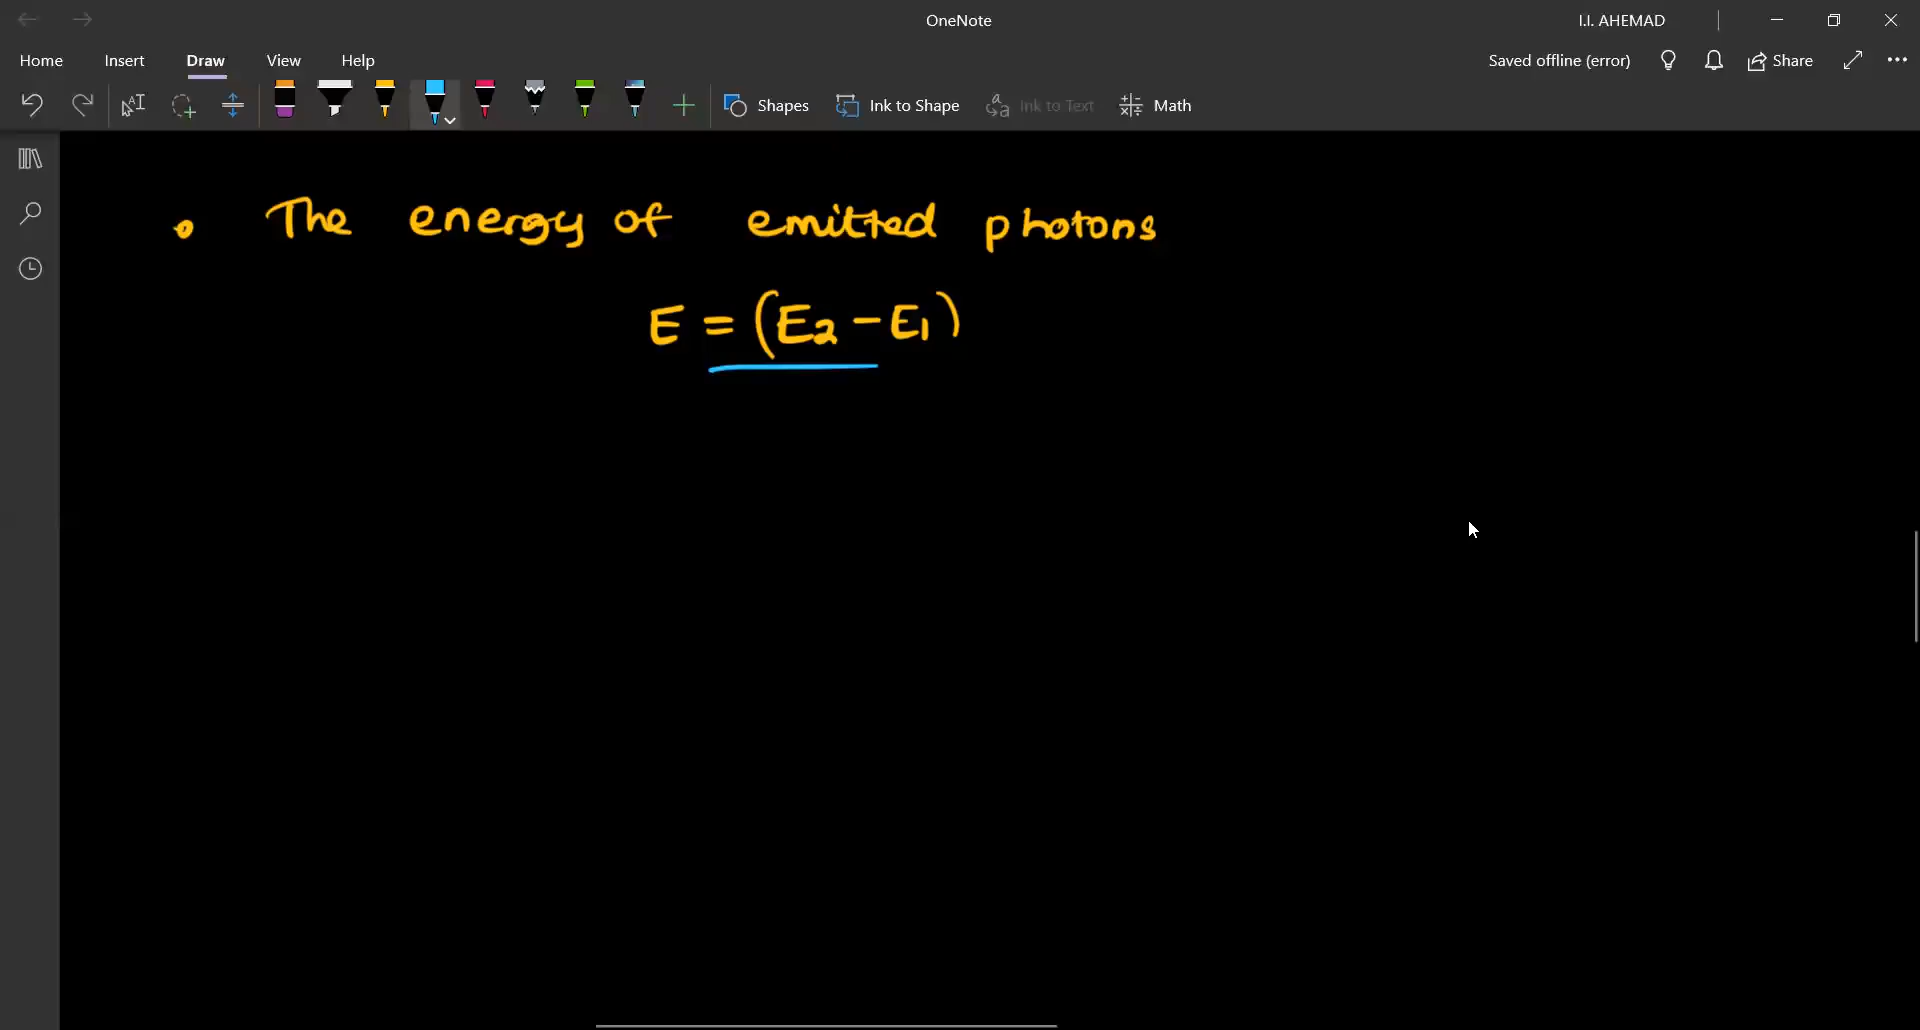 OneNote
I.I. AHEMAD
Home Insert Draw View Help
Saved offline (error) Share
Shapes Ink to Shape Ink to Text Math
The energy of emitted photons
E = (E₂ - E₁)